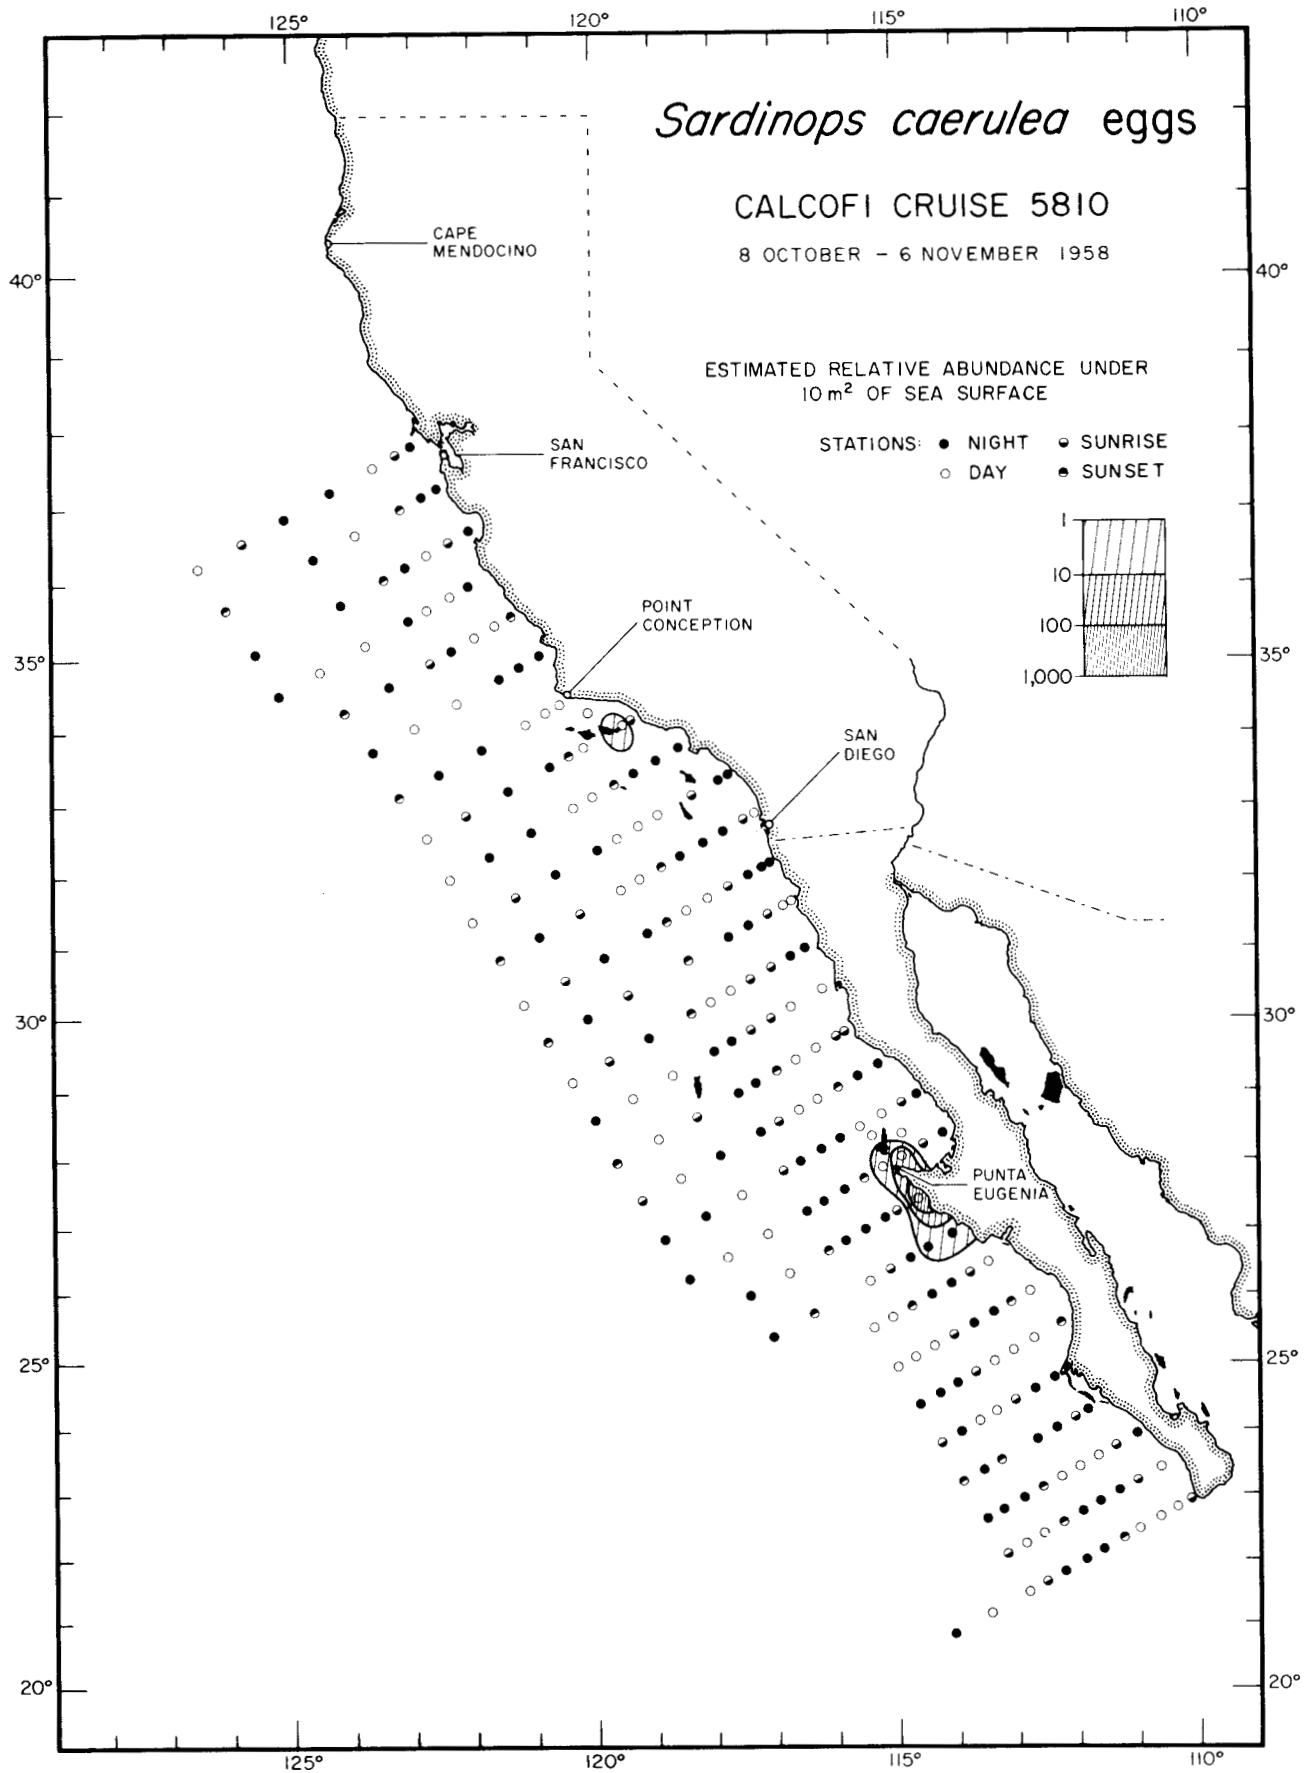 125° 120° 115° 110°
Sardinops caerulea eggs
CALCOFI CRUISE 5810
8 OCTOBER – 6 NOVEMBER 1958
CAPE
MENDOCINO
40° 40°
ESTIMATED RELATIVE ABUNDANCE UNDER
10 m² OF SEA SURFACE
STATIONS: NIGHT SUNRISE
DAY SUNSET
SAN
FRANCISCO
1
10
100
1,000
POINT
CONCEPTION
35° 35°
SAN
DIEGO
30° 30°
PUNTA
EUGENIA
25° 25°
20° 20°
125° 120° 115° 110°